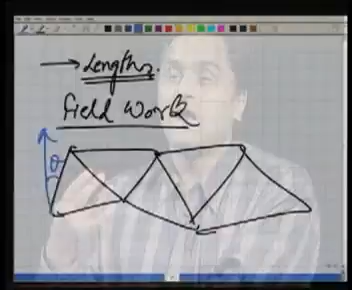 → Lengths.
Field Work
θ